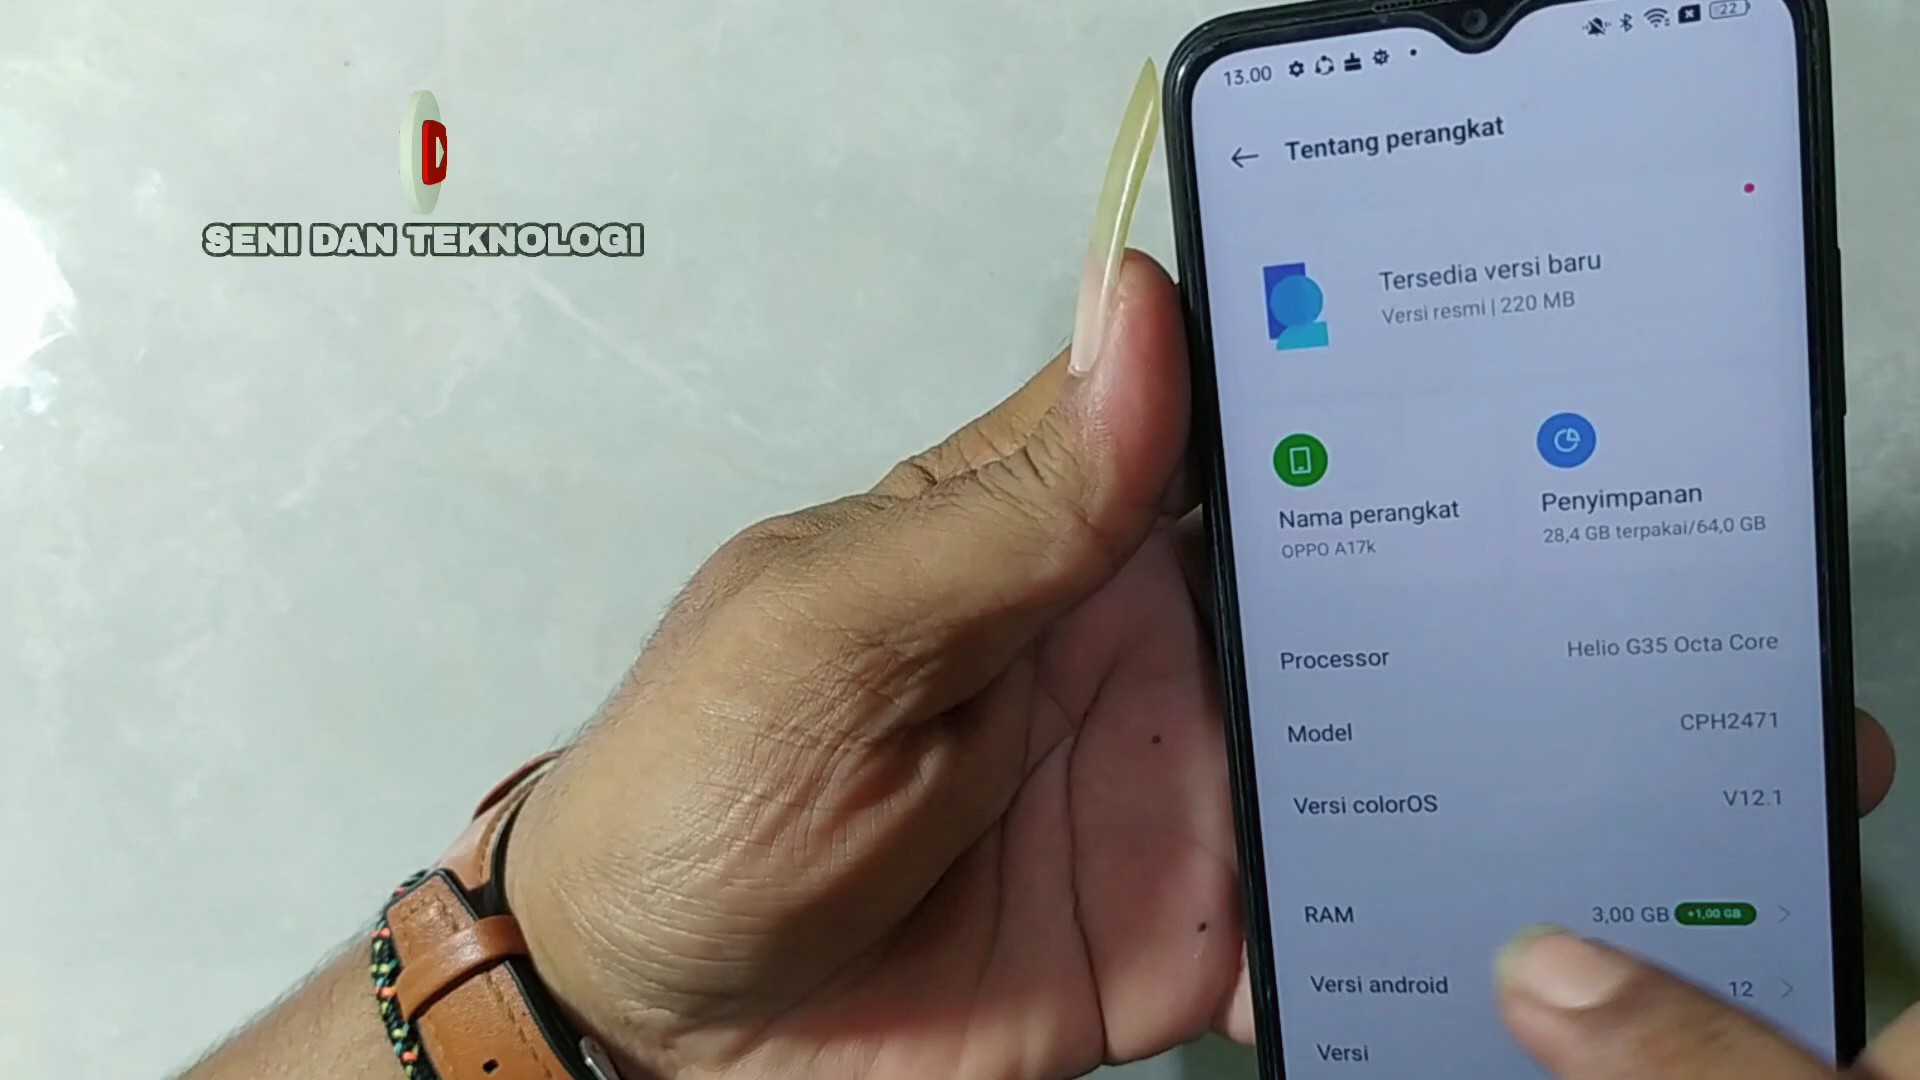 SENI DAN TEKNOLOGI
13.00
22
Tentang perangkat
Tersedia versi baru
Versi resmi | 220 MB
Nama perangkat
OPPO A17k
Penyimpanan
28,4 GB terpakai/64,0 GB
Processor Helio G35 Octa Core
Model CPH2471
Versi colorOS V12.1
RAM 3,00 GB +1,00 GB
Versi android 12
Versi